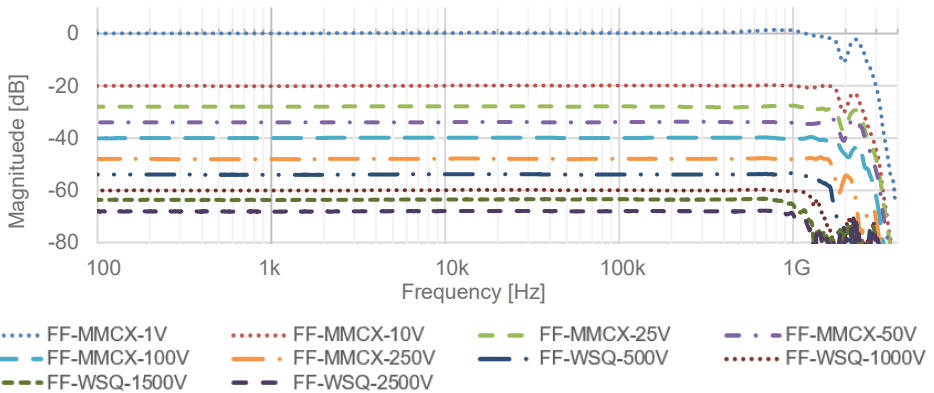 0
-20
-40
-60
-80
Magnituede [dB]
100 1k 10k 100k 1G
Frequency [Hz]
FF-MMCX-1V FF-MMCX-10V FF-MMCX-25V FF-MMCX-50V
FF-MMCX-100V FF-MMCX-250V FF-WSQ-500V FF-WSQ-1000V
FF-WSQ-1500V FF-WSQ-2500V